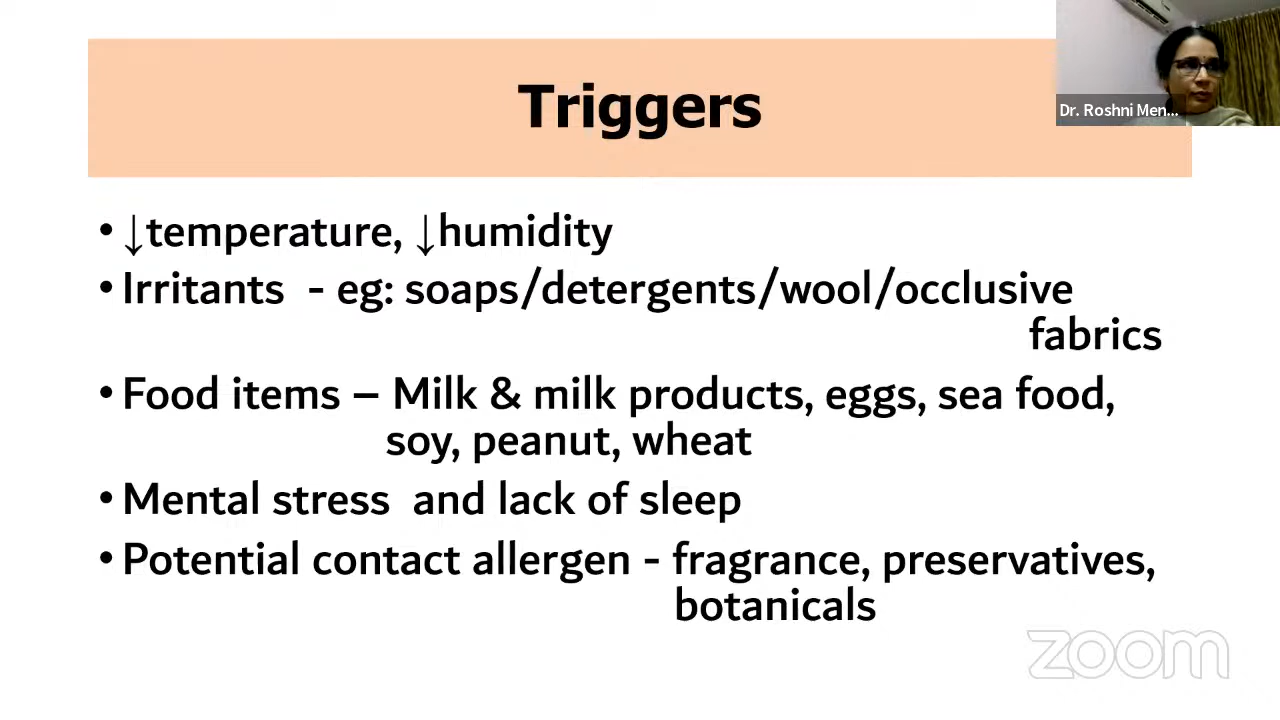 Triggers
Dr. Roshni Men...
• ↓temperature, ↓humidity
• Irritants - eg: soaps/detergents/wool/occlusive
fabrics
• Food items – Milk & milk products, eggs, sea food,
soy, peanut, wheat
• Mental stress and lack of sleep
• Potential contact allergen - fragrance, preservatives,
botanicals
zoom